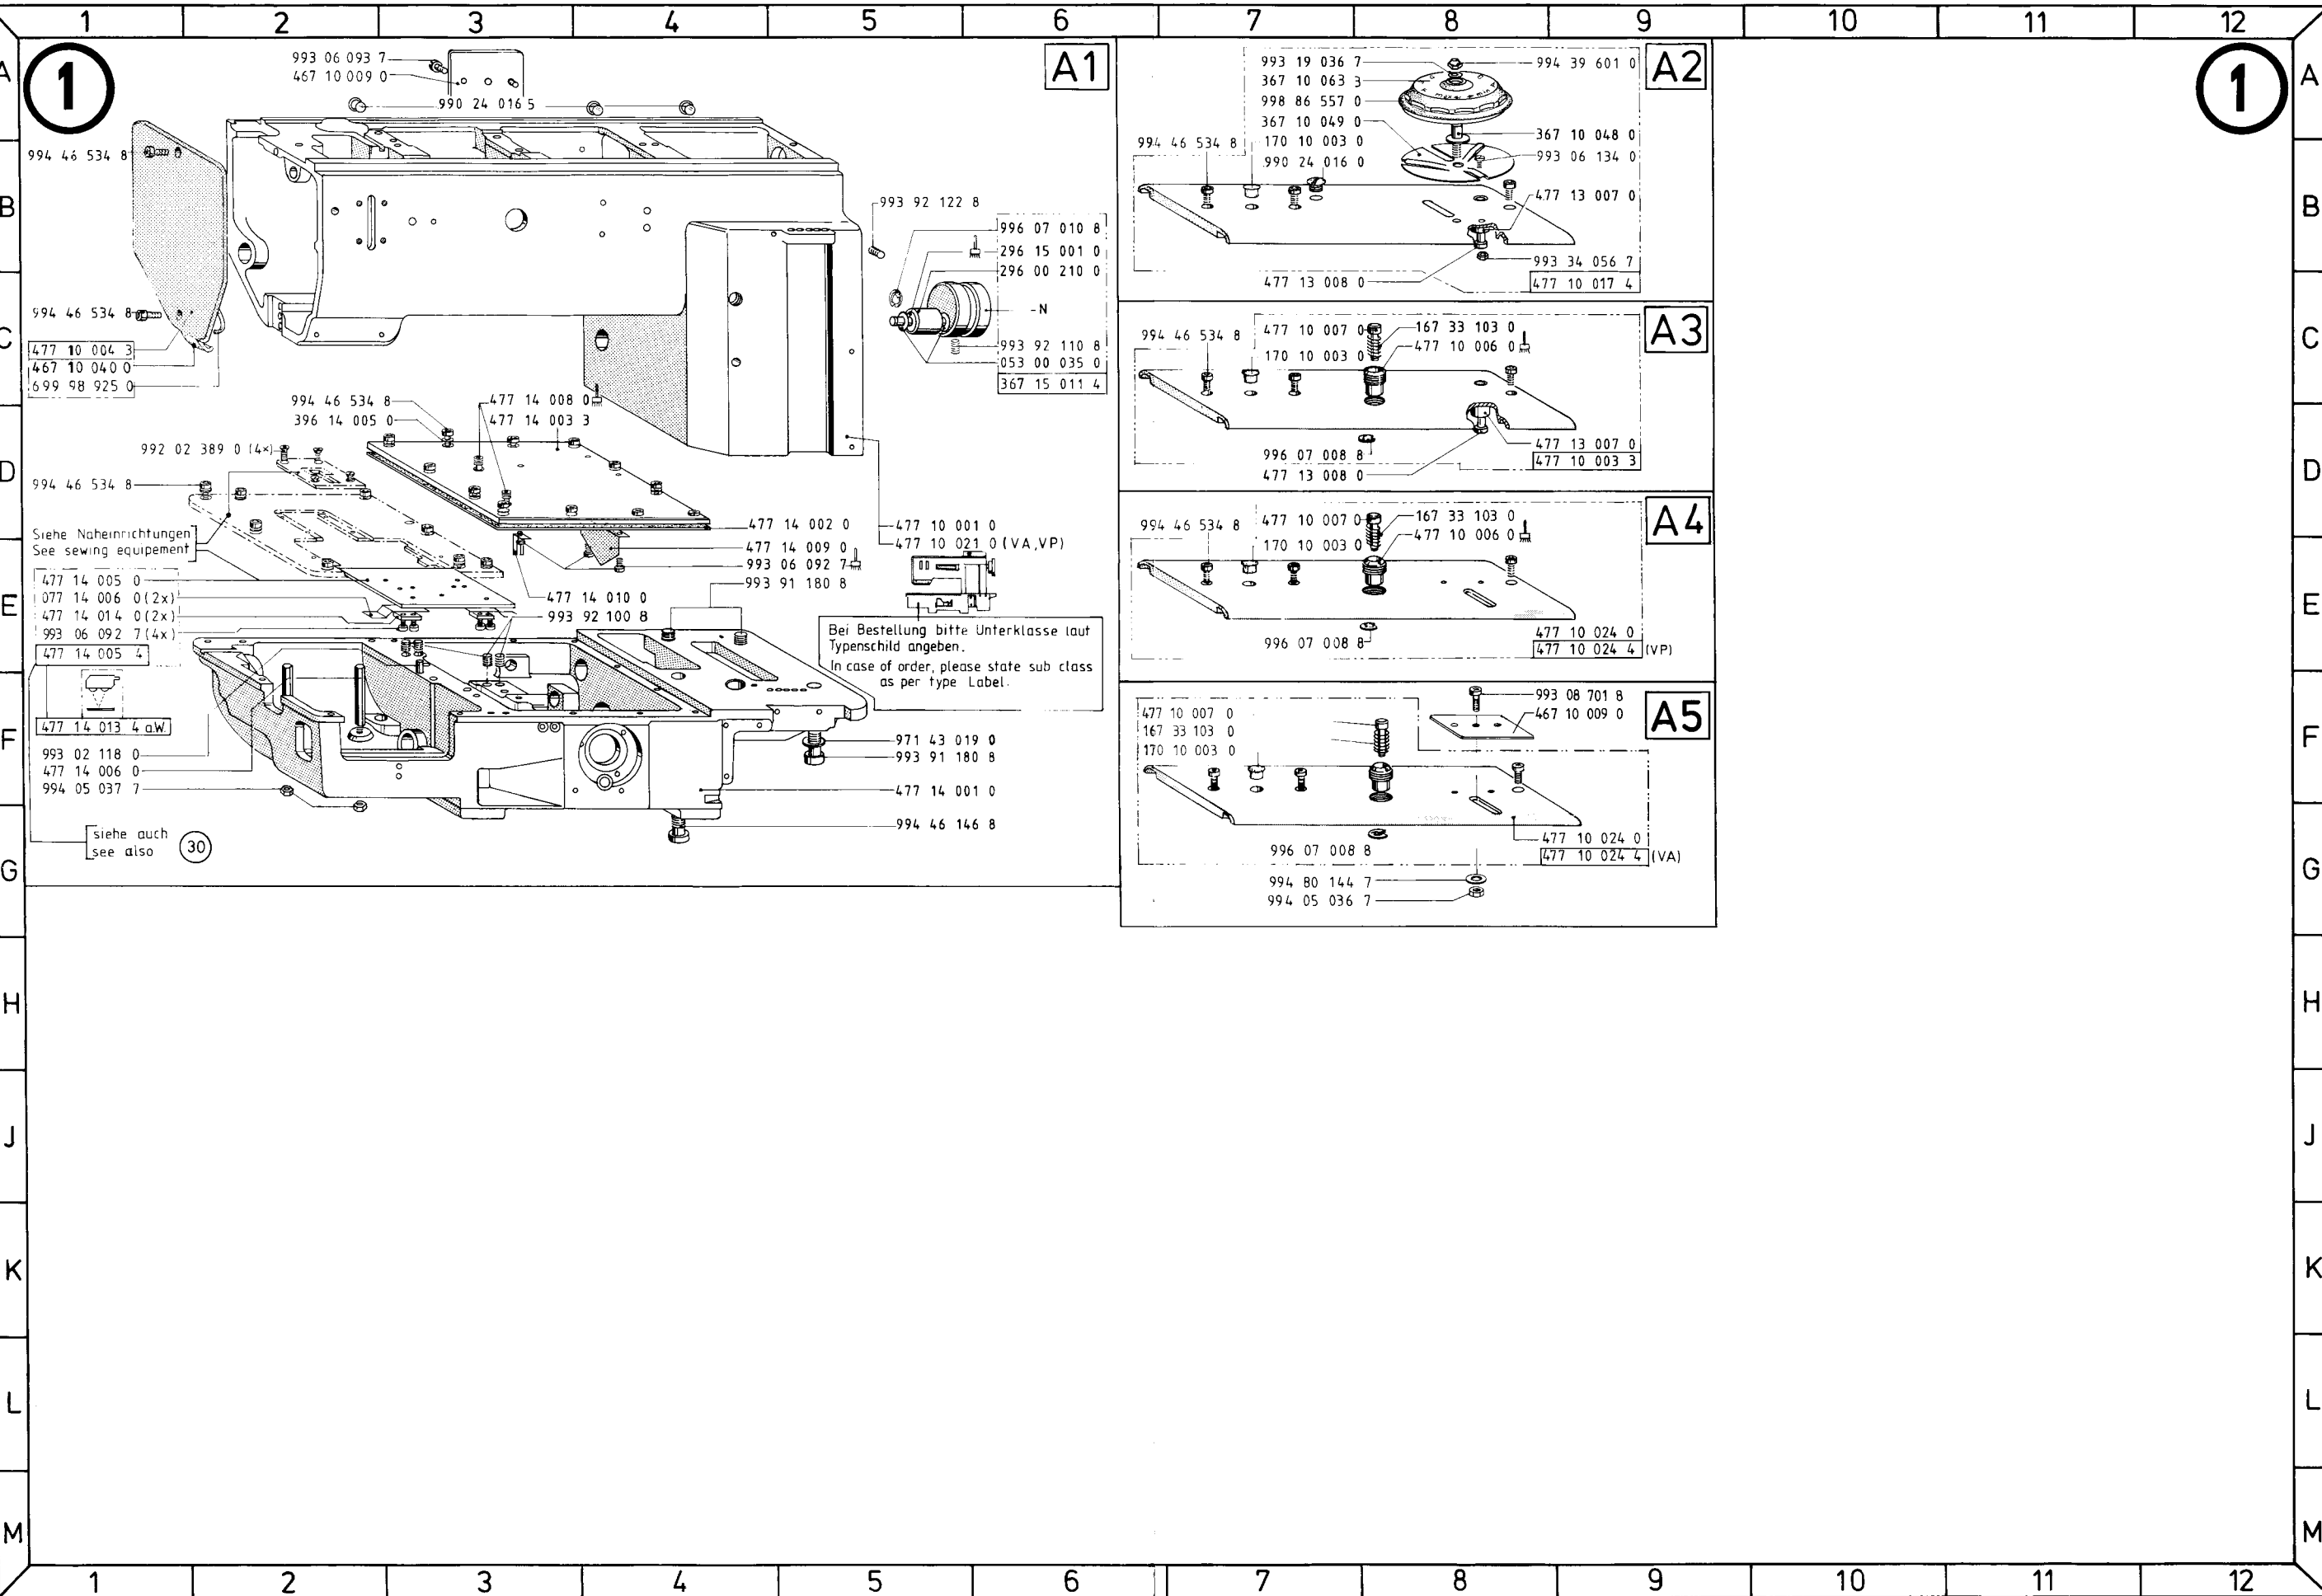 1 2 3 4 5 6 7 8 9 10 11 12
A
B
C
D
E
F
G
H
J
K
L
M
1
A1
993 06 093 7
467 10 009 0
990 24 016 5
994 46 534 8
994 46 534 8
477 10 004 3
467 10 040 0
699 98 925 0
993 92 122 8
996 07 010 8
296 15 001 0
296 00 210 0
-N
993 92 110 8
053 00 035 0
367 15 011 4
994 46 534 8
396 14 005 0
477 14 008 0
477 14 003 3
992 02 389 0 (4x)
994 46 534 8
Siehe Naheinrichtungen
See sewing equipement
477 14 002 0
477 14 009 0
993 06 092 7
993 91 180 8
477 10 001 0
477 10 021 0 (VA,VP)
477 14 005 0
077 14 006 0 (2x)
477 14 014 0 (2x)
993 06 092 7 (4x)
477 14 005 4
477 14 010 0
993 92 100 8
Bei Bestellung bitte Unterklasse laut
Typenschild angeben.
In case of order, please state sub class
as per type Label.
477 14 013 4 a.W.
993 02 118 0
477 14 006 0
994 05 037 7
971 43 019 0
993 91 180 8
477 14 001 0
994 46 146 8
siehe auch
see also
30
A2
993 19 036 7
367 10 063 3
998 86 557 0
367 10 049 0
170 10 003 0
990 24 016 0
994 46 534 8
994 39 601 0
367 10 048 0
993 06 134 0
477 13 007 0
993 34 056 7
477 13 008 0
477 10 017 4
A3
994 46 534 8
477 10 007 0
170 10 003 0
167 33 103 0
477 10 006 0
996 07 008 8
477 13 008 0
477 13 007 0
477 10 003 3
A4
994 46 534 8
477 10 007 0
170 10 003 0
167 33 103 0
477 10 006 0
996 07 008 8
477 10 024 0
477 10 024 4 (VP)
A5
477 10 007 0
167 33 103 0
170 10 003 0
993 08 701 8
467 10 009 0
996 07 008 8
477 10 024 0
477 10 024 4 (VA)
994 80 144 7
994 05 036 7
1
A
B
C
D
E
F
G
H
J
K
L
M
1 2 3 4 5 6 7 8 9 10 11 12